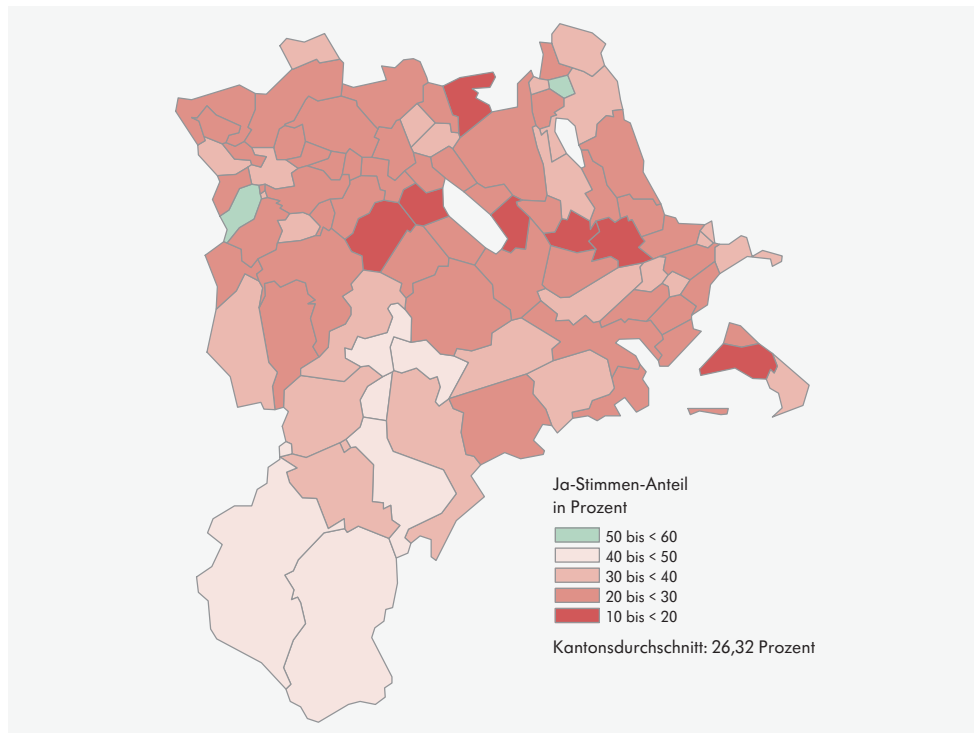 Ja-Stimmen-Anteil
in Prozent
50 bis < 60
40 bis < 50
30 bis < 40
20 bis < 30
10 bis < 20
Kantonsdurchschnitt: 26,32 Prozent